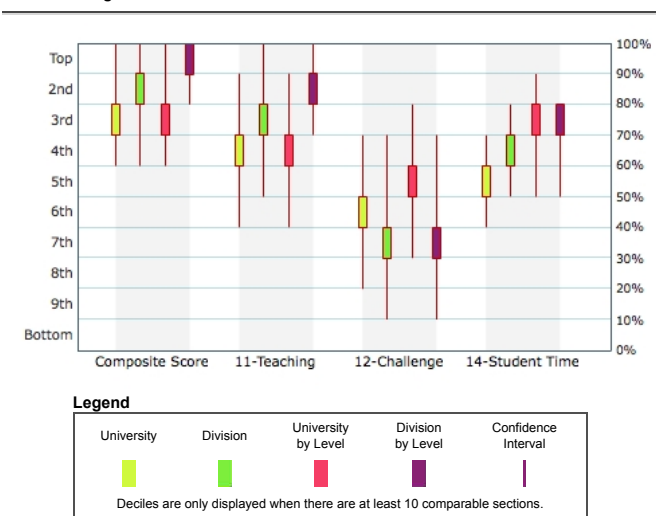 Top
2nd
3rd
4th
5th
6th
7th
8th
9th
Bottom
100%
90%
80%
70%
60%
50%
40%
30%
20%
10%
0%
Composite Score 11-Teaching 12-Challenge 14-Student Time
Legend
University Division University by Level Division by Level Confidence Interval
Deciles are only displayed when there are at least 10 comparable sections.